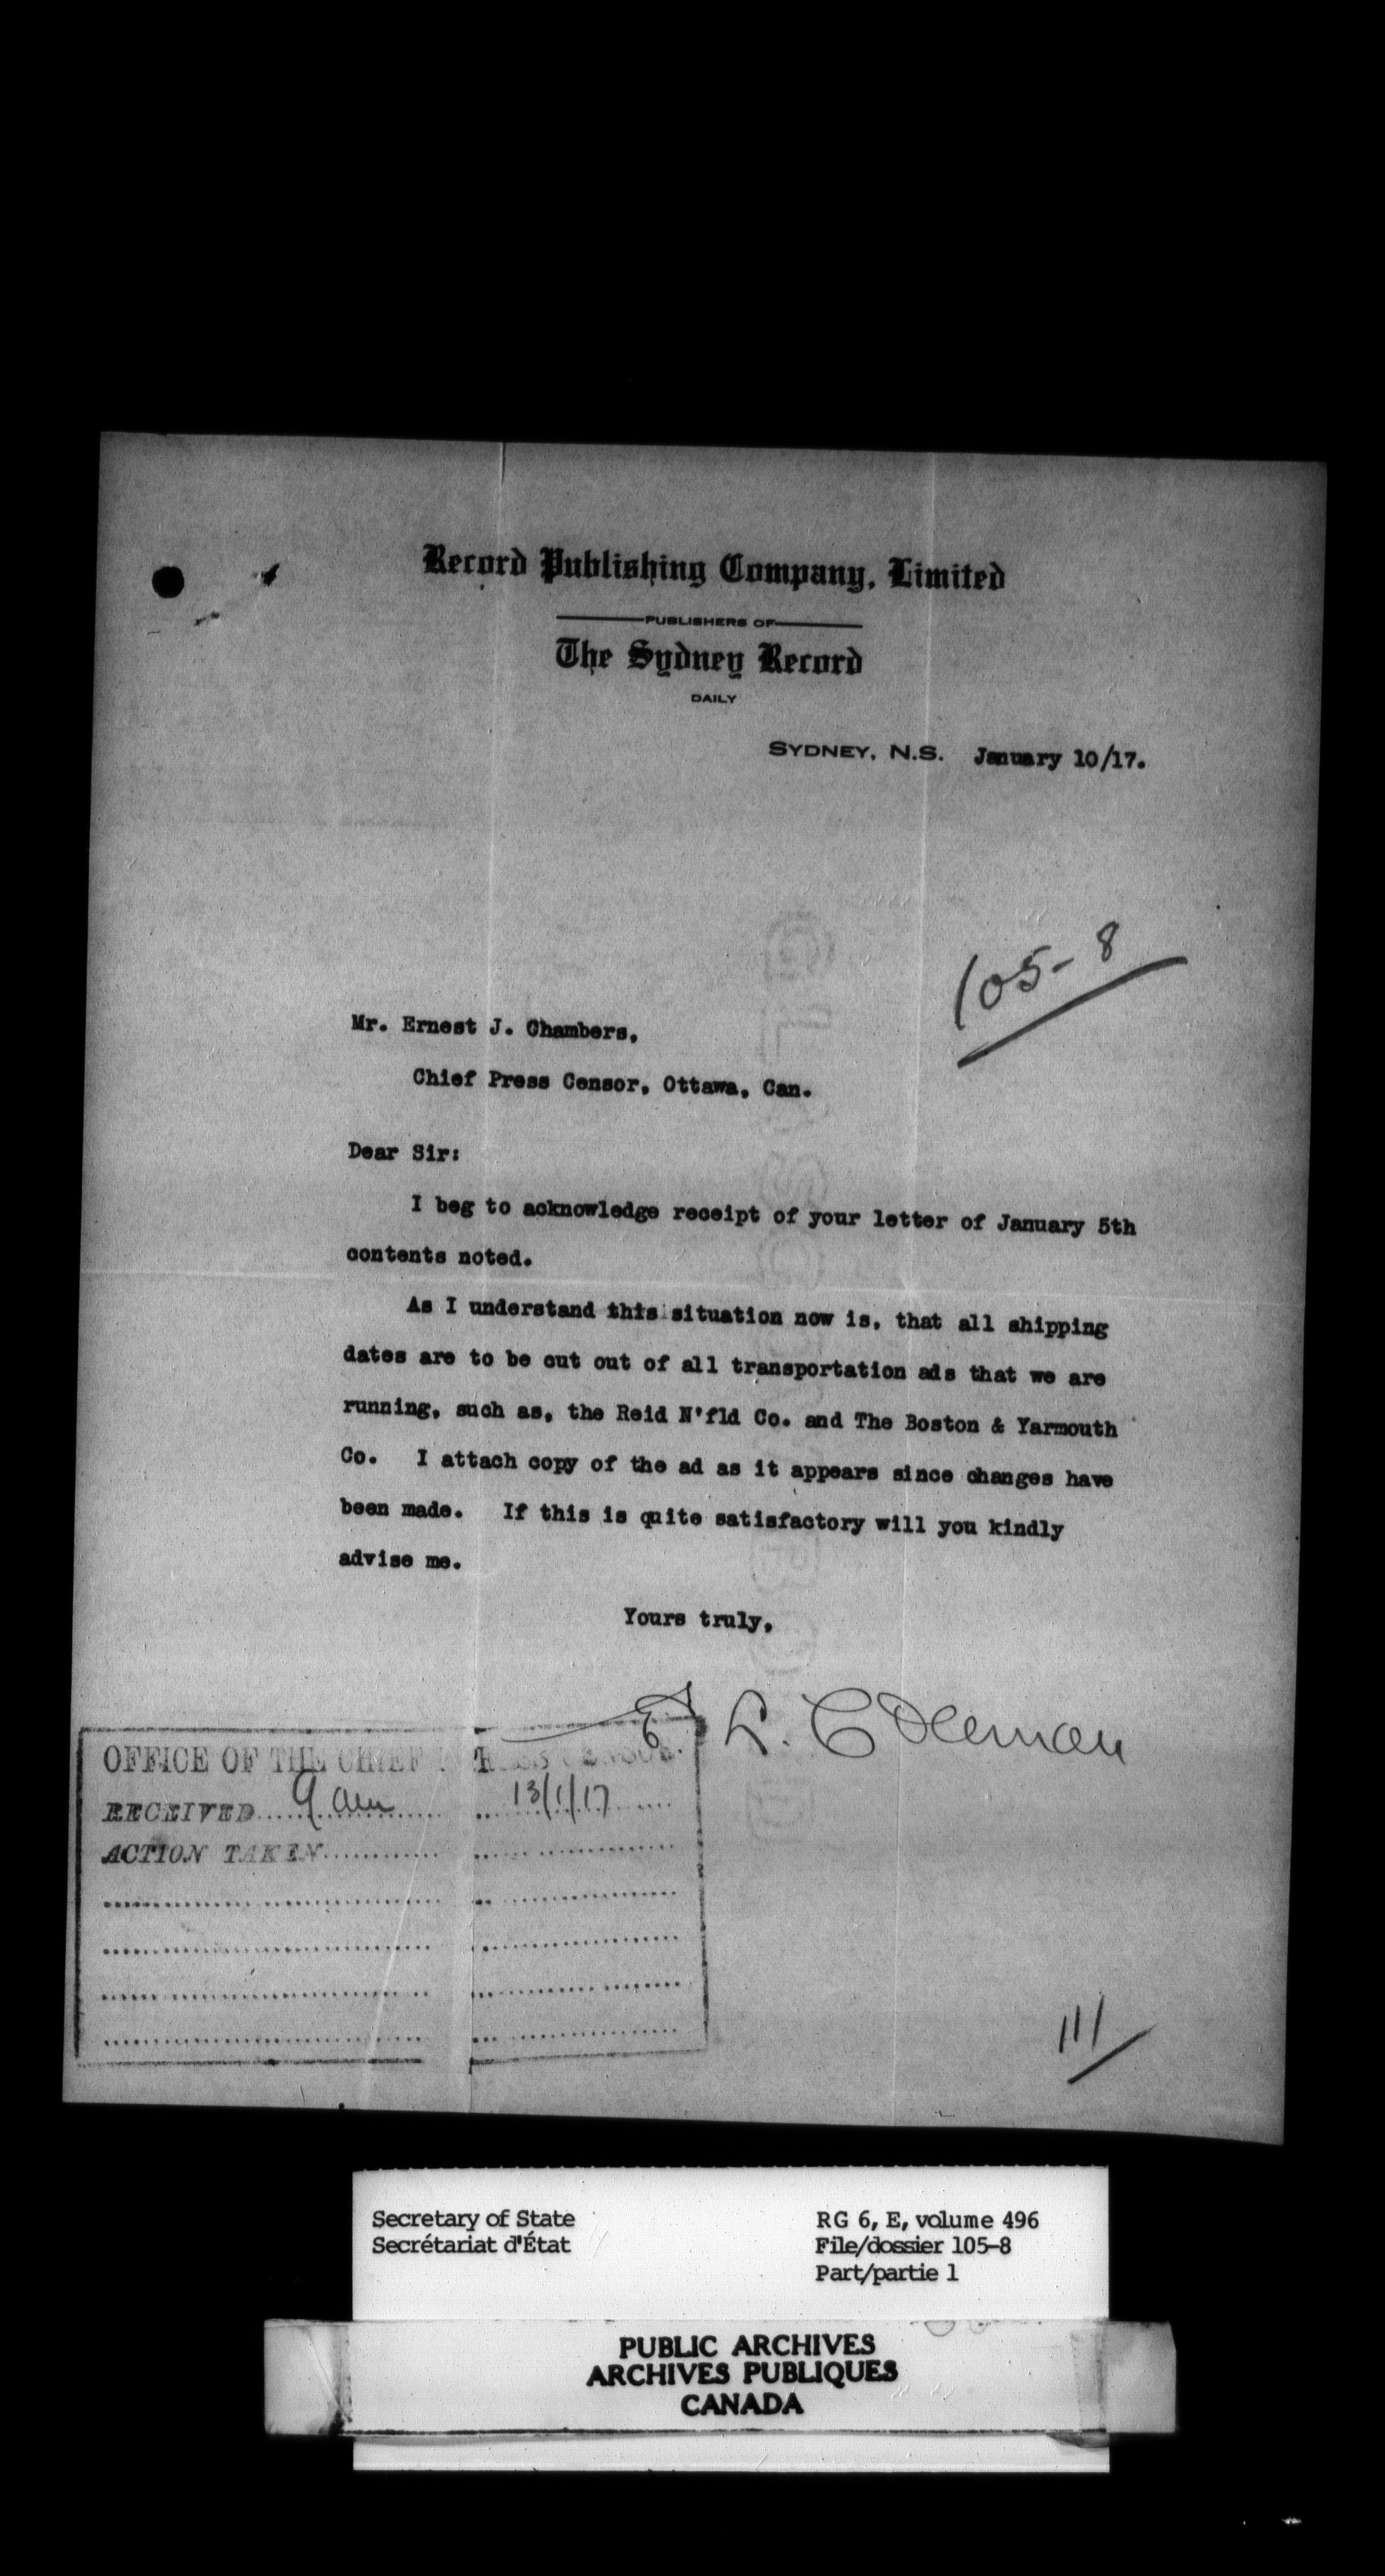 Record Publishing Company, Limited
PUBLISHERS OF
The Sydney Record
DAILY
SYDNEY, N.S. January 10/17.
105-8
Mr. Ernest J. Chambers,
Chief Press Censor, Ottawa, Can.
Dear Sir:
I beg to acknowledge receipt of your letter of January 5th
contents noted.
As I understand this situation now is, that all shipping
dates are to be cut out of all transportation ads that we are
running, such as, the Reid N'fld Co. and The Boston & Yarmouth
Co. I attach copy of the ad as it appears since changes have
been made. If this is quite satisfactory will you kindly
advise me.
Yours truly,
L. Coleman
OFFICE OF THE CHIEF PRESS CENSOR.
RECEIVED 9 am 13/1/17
ACTION TAKEN
111
Secretary of State
Secrétariat d'État
RG 6, E, volume 496
File/dossier 105-8
Part/partie 1
PUBLIC ARCHIVES
ARCHIVES PUBLIQUES
CANADA